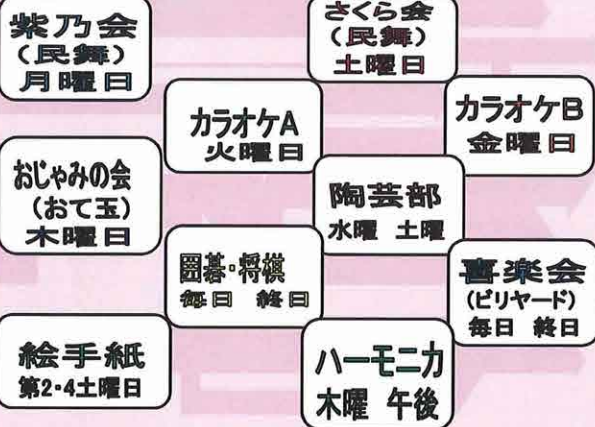 紫乃会
（民舞）
月曜日
さくら会
（民舞）
土曜日
カラオケA
火曜日
カラオケB
金曜日
おじゃみの会
（おて玉）
木曜日
陶芸部
水曜 土曜
囲碁・将棋
毎日 終日
喜楽会
（ビリヤード）
毎日 終日
絵手紙
第2・4土曜日
ハーモニカ
木曜 午後